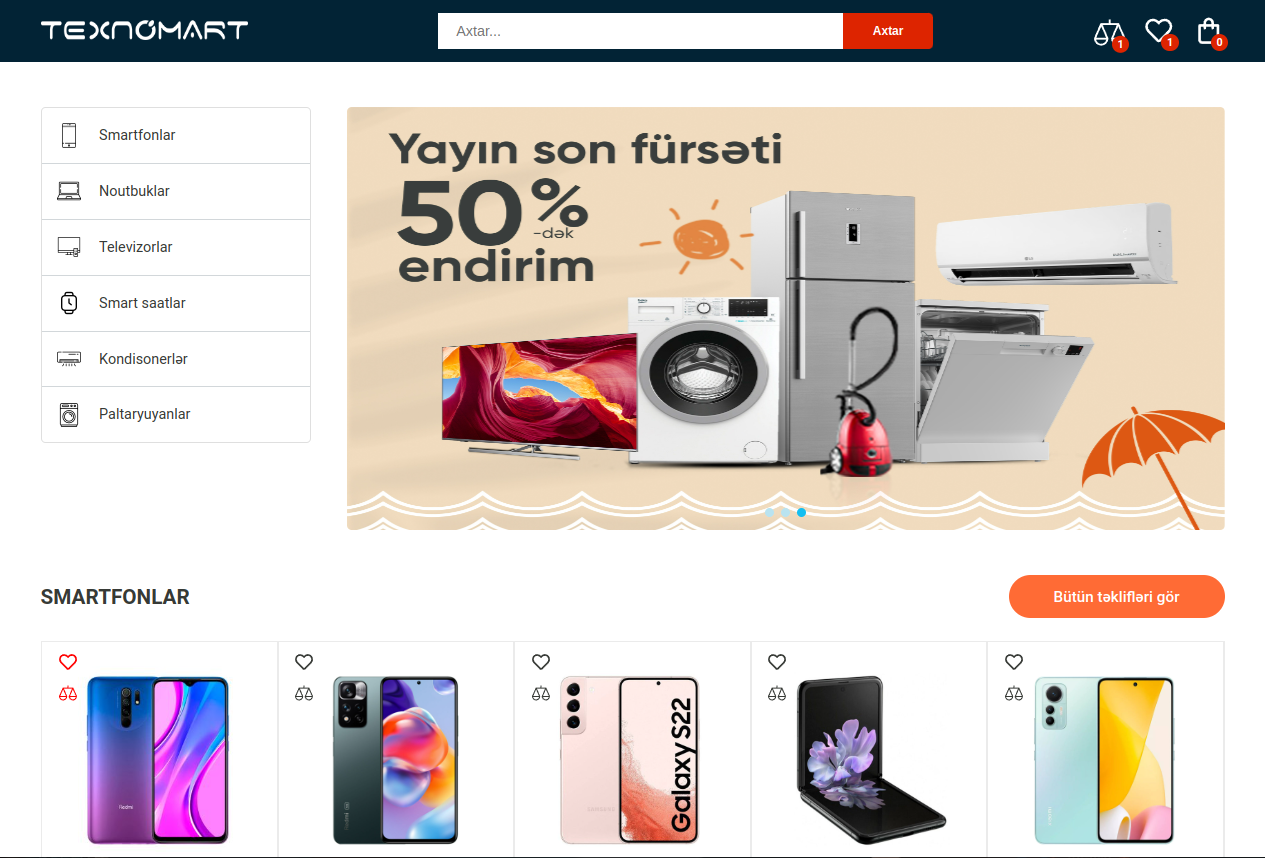 TEXNOMART
Axtar...
Axtar
1
1
0
Smartfonlar
Noutbuklar
Televizorlar
Smart saatlar
Kondisonerlər
Paltaryuyanlar
Yayın son fürsəti
50%
-dək
endirim
SMARTFONLAR
Bütün təklifləri gör
Redmi
Galaxy S22